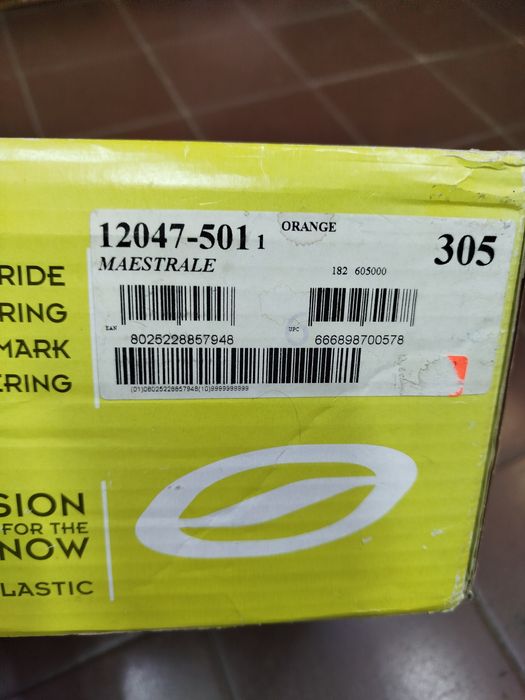 12047-501 1
ORANGE
305
MAESTRALE
182 605000
EAN
UPC
8025228857948
666898700578
(01)08025228857948(10)9999999999
RIDE
RING
MARK
ERING
SION
FOR THE
NOW
LASTIC